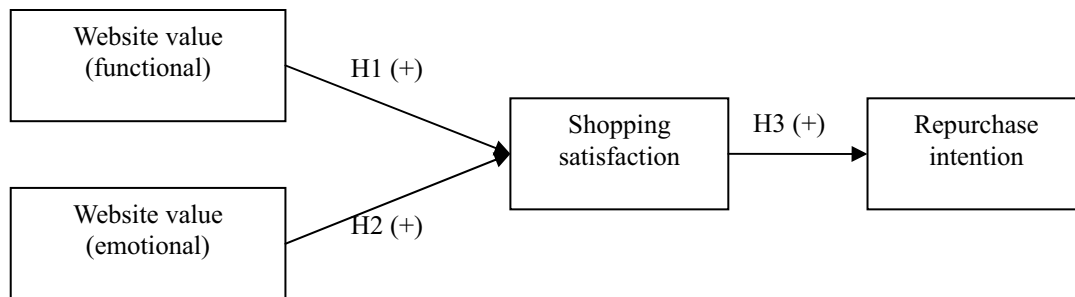 Website value
(functional)
H1 (+)
Shopping
satisfaction
H3 (+)
Repurchase
intention
Website value
(emotional)
H2 (+)